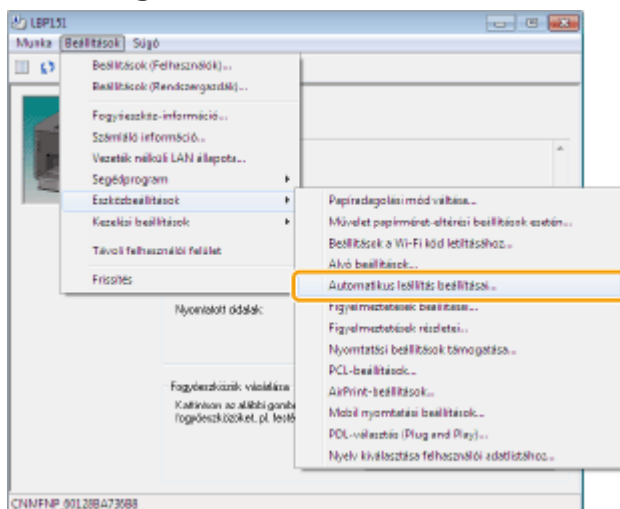 LBP151
Munka Beállítások Súgó
Beállítások (Felhasználók)...
Beállítások (Rendszergazdák)...
Fogyóeszköz-információ...
Számláló információ...
Vezeték nélküli LAN állapota...
Segédprogram
Eszközbeállítások
Kezelési beállítások
Távoli felhasználói felület
Frissítés
Papíradagolási mód váltása...
Művelet papírméret-eltérési beállítások esetén...
Beállítások a Wi-Fi kód letiltásához...
Alvó beállítások...
Automatikus leállítás beállításai...
Figyelmeztetések beállításai...
Figyelmeztetések részletei...
Nyomtatási beállítások támogatása...
PCL-beállítások...
AirPrint-beállítások...
Mobil nyomtatási beállítások...
PDL-választás (Plug and Play)...
Nyelv kiválasztása felhasználói adatlistához...
Nyomtatott oldalak:
Fogyóeszközök vásárlása
Kattintson az alábbi gombr
fogyóeszközöket, pl. festé
CNMFNP 60128BA736B8